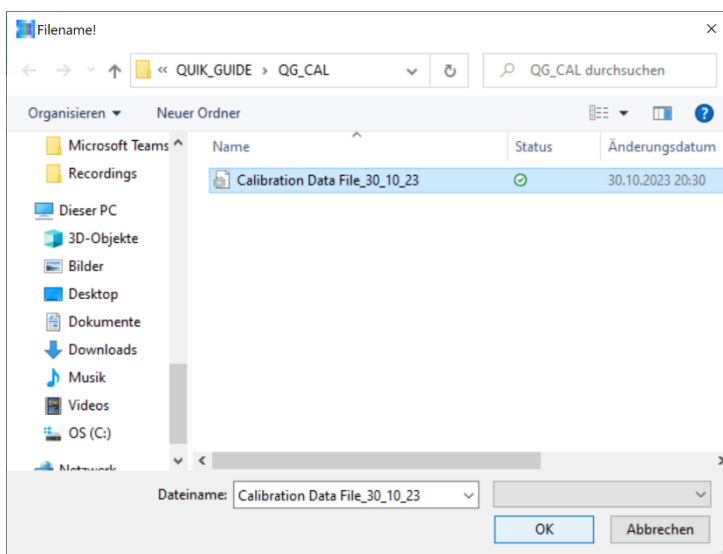 Filename!
« QUIK_GUIDE › QG_CAL
QG_CAL durchsuchen
Organisieren
Neuer Ordner
Microsoft Teams
Recordings
Dieser PC
3D-Objekte
Bilder
Desktop
Dokumente
Downloads
Musik
Videos
OS (C:)
Netzwerk
Name Status Änderungsdatum
Calibration Data File_30_10_23 30.10.2023 20:30
Dateiname: Calibration Data File_30_10_23
OK Abbrechen